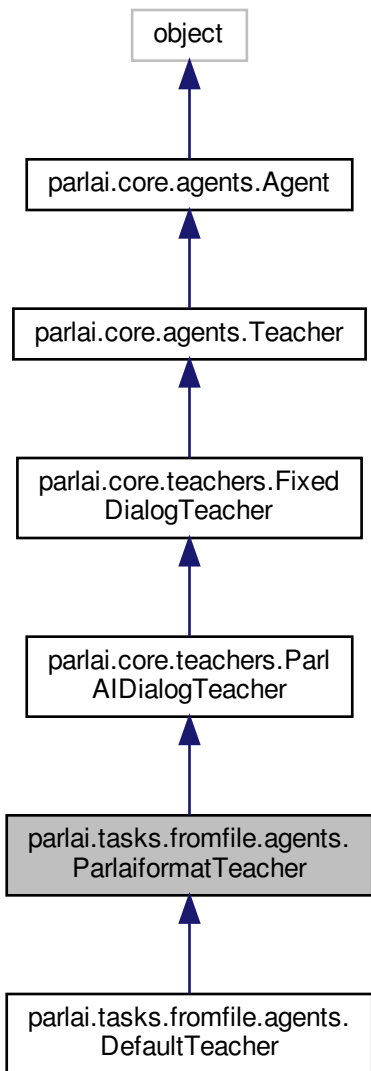 object
parlai.core.agents.Agent
parlai.core.agents.Teacher
parlai.core.teachers.Fixed
DialogTeacher
parlai.core.teachers.Parl
AIDialogTeacher
parlai.tasks.fromfile.agents.
ParlaiformatTeacher
parlai.tasks.fromfile.agents.
DefaultTeacher